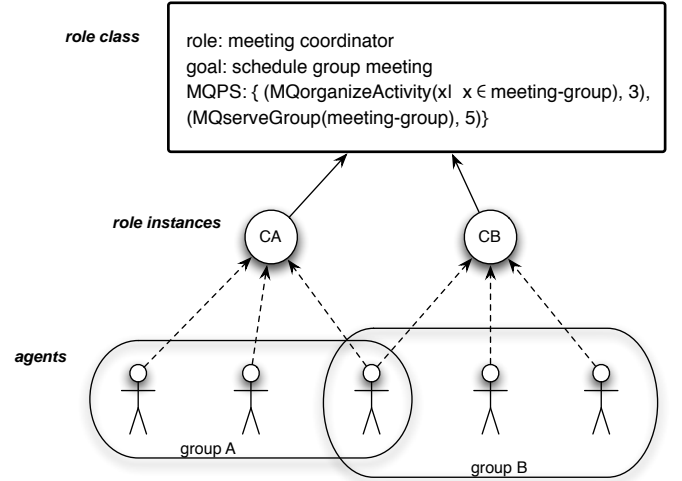 role class
role: meeting coordinator
goal: schedule group meeting
MQPS: { (MQorganizeActivity(x| x ∈ meeting-group), 3),
(MQserveGroup(meeting-group), 5)}
role instances
CA
CB
agents
group A
group B